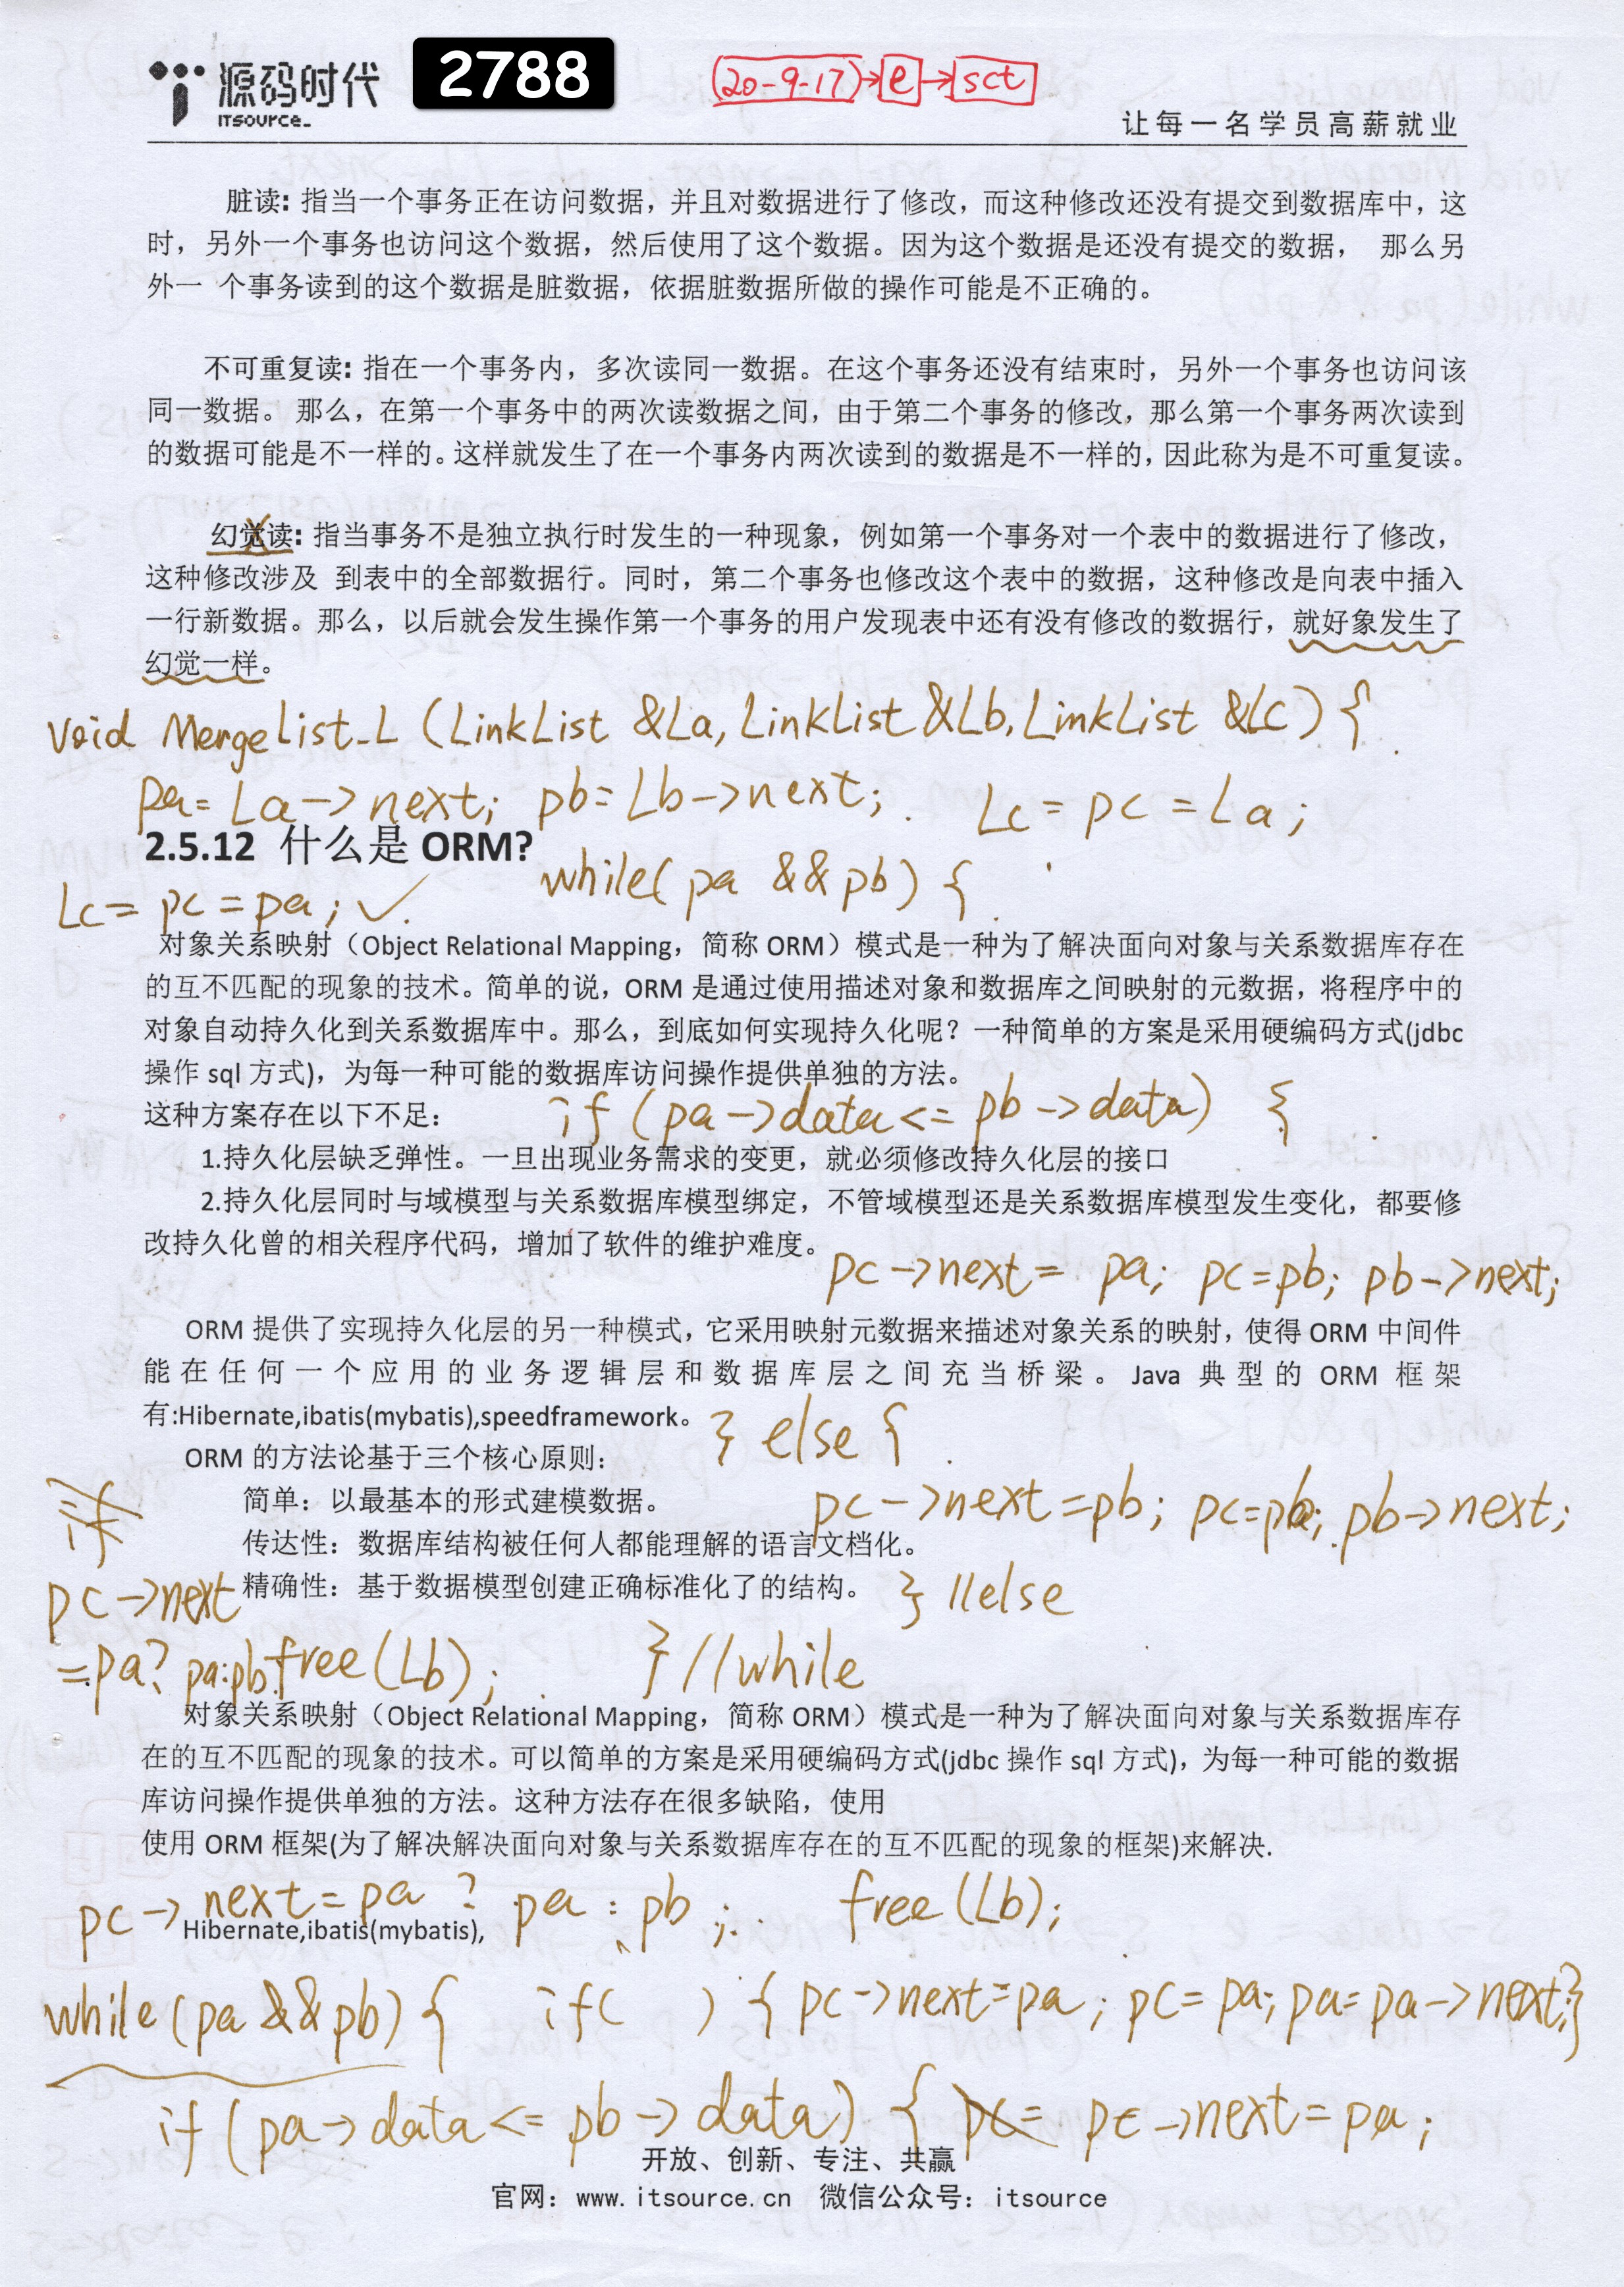 源码时代
ITSOURCE_
2788
20-9-17→e→sct
让每一名学员高薪就业
脏读：指当一个事务正在访问数据，并且对数据进行了修改，而这种修改还没有提交到数据库中，这
时，另外一个事务也访问这个数据，然后使用了这个数据。因为这个数据是还没有提交的数据， 那么另
外一 个事务读到的这个数据是脏数据，依据脏数据所做的操作可能是不正确的。
不可重复读：指在一个事务内，多次读同一数据。在这个事务还没有结束时，另外一个事务也访问该
同一数据。 那么，在第一个事务中的两次读数据之间，由于第二个事务的修改，那么第一个事务两次读到
的数据可能是不一样的。这样就发生了在一个事务内两次读到的数据是不一样的，因此称为是不可重复读。
幻觉读：指当事务不是独立执行时发生的一种现象，例如第一个事务对一个表中的数据进行了修改，
这种修改涉及 到表中的全部数据行。同时，第二个事务也修改这个表中的数据，这种修改是向表中插入
一行新数据。那么，以后就会发生操作第一个事务的用户发现表中还有没有修改的数据行，就好象发生了
幻觉一样。
void MergeList_L (LinkList &La, LinkList &Lb, LinkList &Lc) {
pa= La->next; pb= Lb->next; Lc = pc = La;
2.5.12 什么是 ORM?
while( pa && pb) {
Lc = pc = pa; ✓
对象关系映射（Object Relational Mapping，简称 ORM）模式是一种为了解决面向对象与关系数据库存在
的互不匹配的现象的技术。简单的说，ORM 是通过使用描述对象和数据库之间映射的元数据，将程序中的
对象自动持久化到关系数据库中。那么，到底如何实现持久化呢？一种简单的方案是采用硬编码方式(jdbc
操作 sql 方式)，为每一种可能的数据库访问操作提供单独的方法。
这种方案存在以下不足：
if (pa->data <= pb->data) {
1.持久化层缺乏弹性。一旦出现业务需求的变更，就必须修改持久化层的接口
2.持久化层同时与域模型与关系数据库模型绑定，不管域模型还是关系数据库模型发生变化，都要修
改持久化曾的相关程序代码，增加了软件的维护难度。
pc->next = pa; pc=pb; pb->next;
ORM 提供了实现持久化层的另一种模式，它采用映射元数据来描述对象关系的映射，使得 ORM 中间件
能在任何一个应用的业务逻辑层和数据库层之间充当桥梁。Java 典型的 ORM 框架
有:Hibernate,ibatis(mybatis),speedframework。
} else {
ORM 的方法论基于三个核心原则：
简单：以最基本的形式建模数据。
pc->next=pb; pc=pb; pb->next;
if
传达性：数据库结构被任何人都能理解的语言文档化。
精确性：基于数据模型创建正确标准化了的结构。
} //else
pc->next
=pa? pa:pb. free(Lb);
} //while
对象关系映射（Object Relational Mapping，简称 ORM）模式是一种为了解决面向对象与关系数据库存
在的互不匹配的现象的技术。可以简单的方案是采用硬编码方式(jdbc 操作 sql 方式)，为每一种可能的数据
库访问操作提供单独的方法。这种方法存在很多缺陷，使用
使用 ORM 框架(为了解决解决面向对象与关系数据库存在的互不匹配的现象的框架)来解决.
pc-> next = pa ? pa : pb ; free(Lb);
Hibernate,ibatis(mybatis),
while(pa && pb) { if( ) { pc->next=pa; pc=pa; pa=pa->next;}
if (pa->data <= pb->data) { pc= pc->next=pa;
开放、创新、专注、共赢
官网：www.itsource.cn 微信公众号：itsource